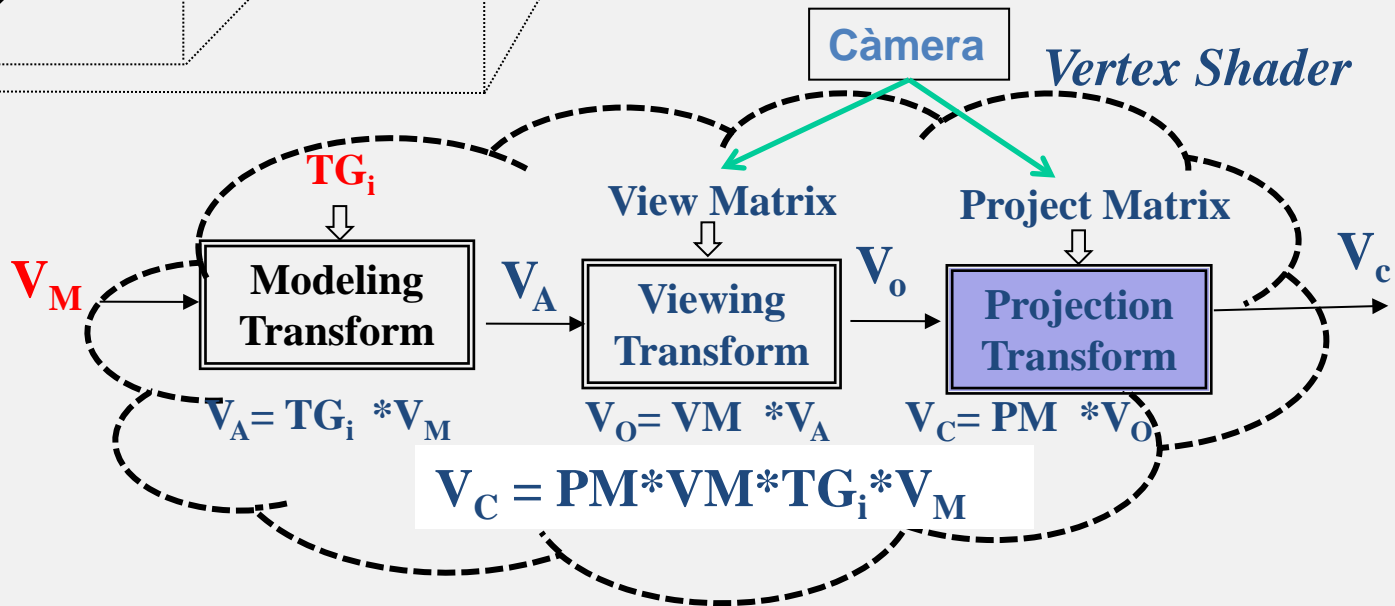 Càmera
Vertex Shader
TGi
View Matrix
Project Matrix
VM
Modeling
Transform
VA
Viewing
Transform
Vo
Projection
Transform
Vc
VA= TGi *VM
VO= VM *VA
VC= PM *VO
VC = PM*VM*TGi*VM